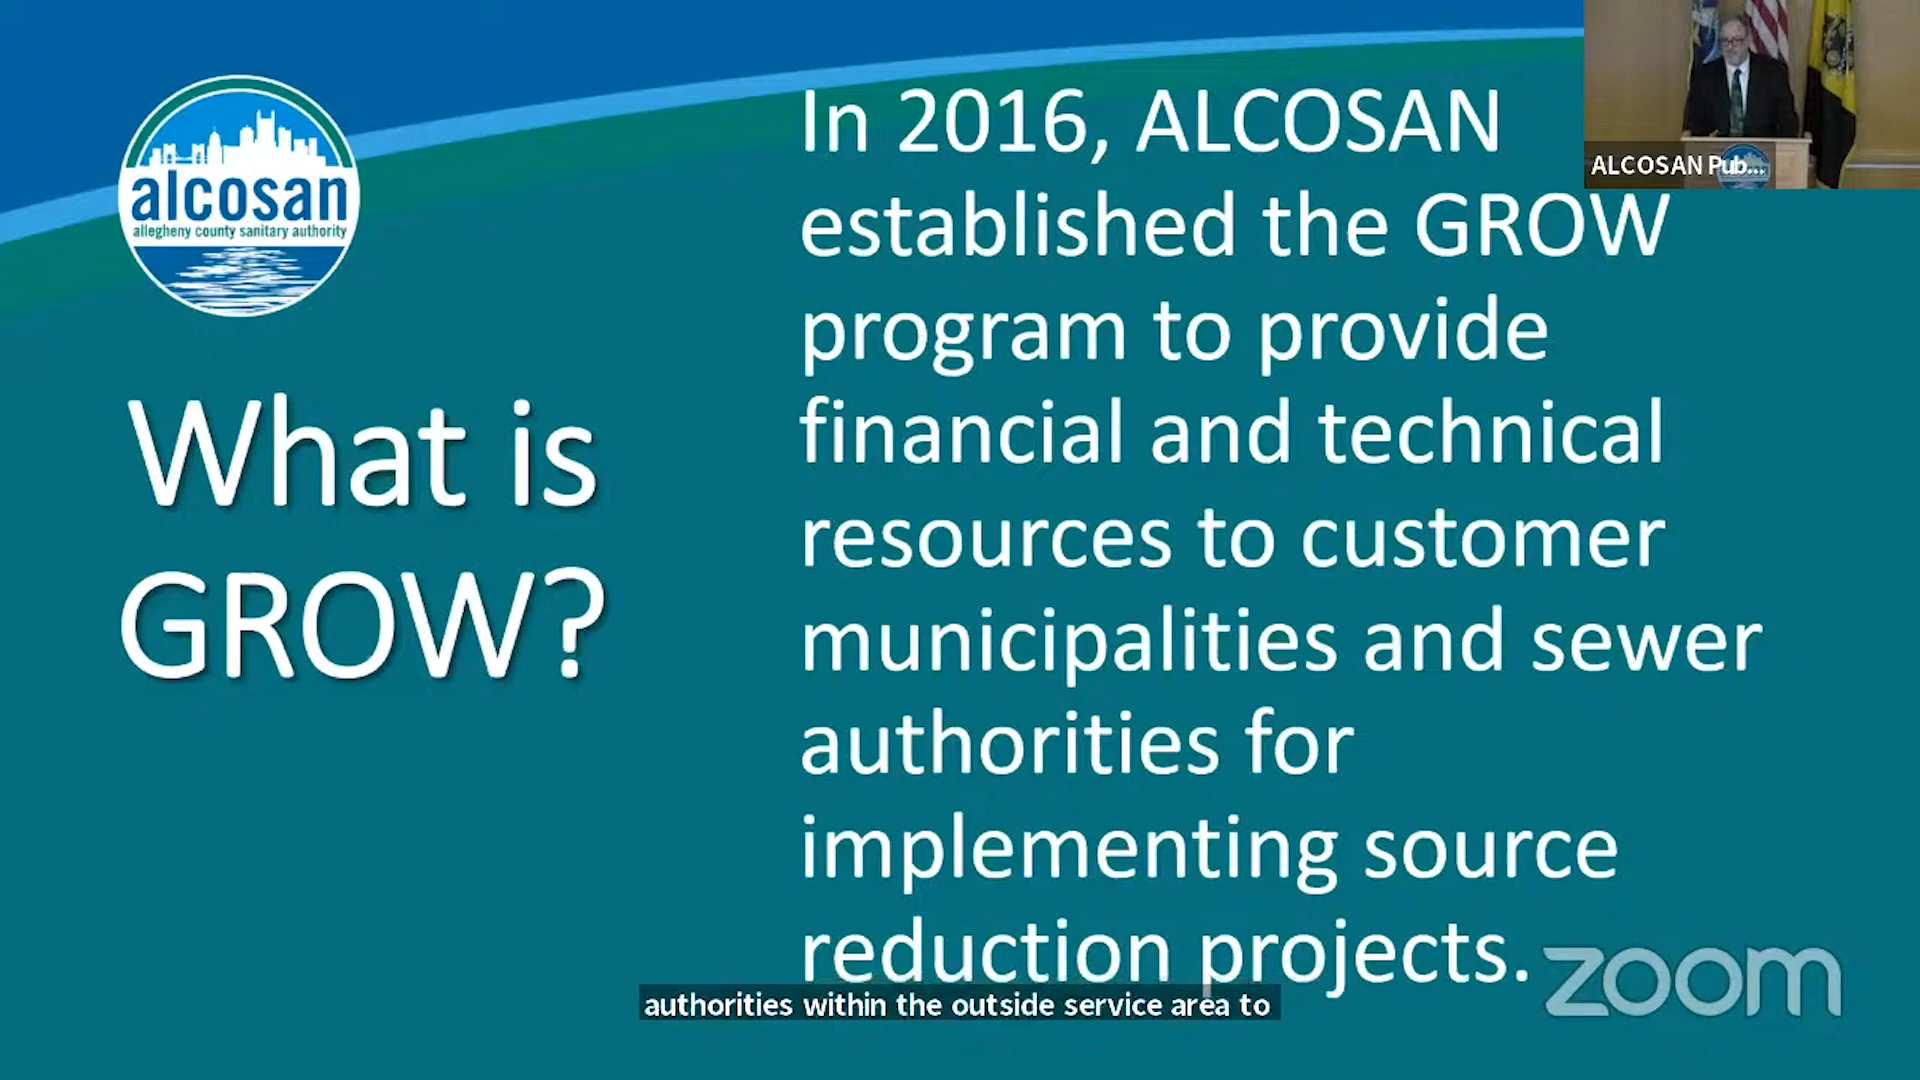 alcosan
allegheny county sanitary authority
What is
GROW?
In 2016, ALCOSAN
established the GROW
program to provide
financial and technical
resources to customer
municipalities and sewer
authorities for
implementing source
reduction projects.
ALCOSAN Pub...
authorities within the outside service area to
zoom